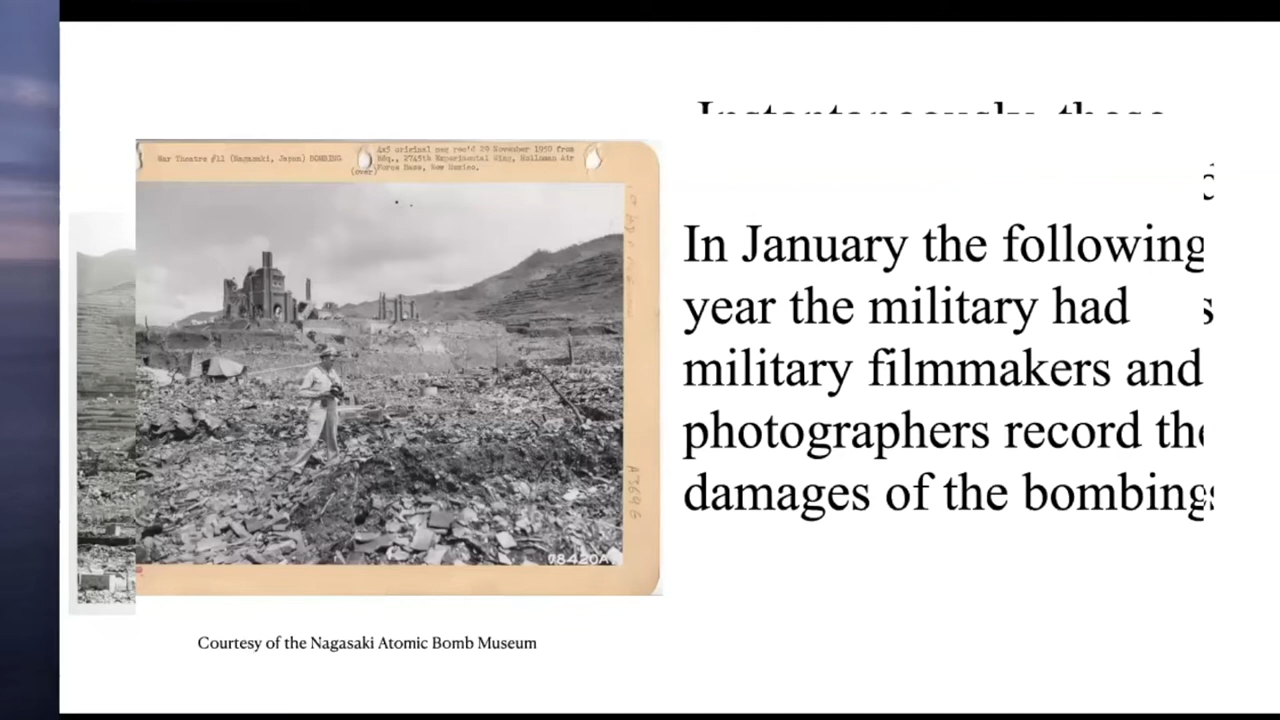 Instantaneously, these
War Theatre #11 (Nagasaki, Japan) BOMBING
4x5 original neg rec'd 29 November 1950 from
Hdq., 2745th Experimental Wing, Holloman Air
(over) Force Base, New Mexico.
In January the following
year the military had
military filmmakers and
photographers record the
damages of the bombings
78420A
Courtesy of the Nagasaki Atomic Bomb Museum